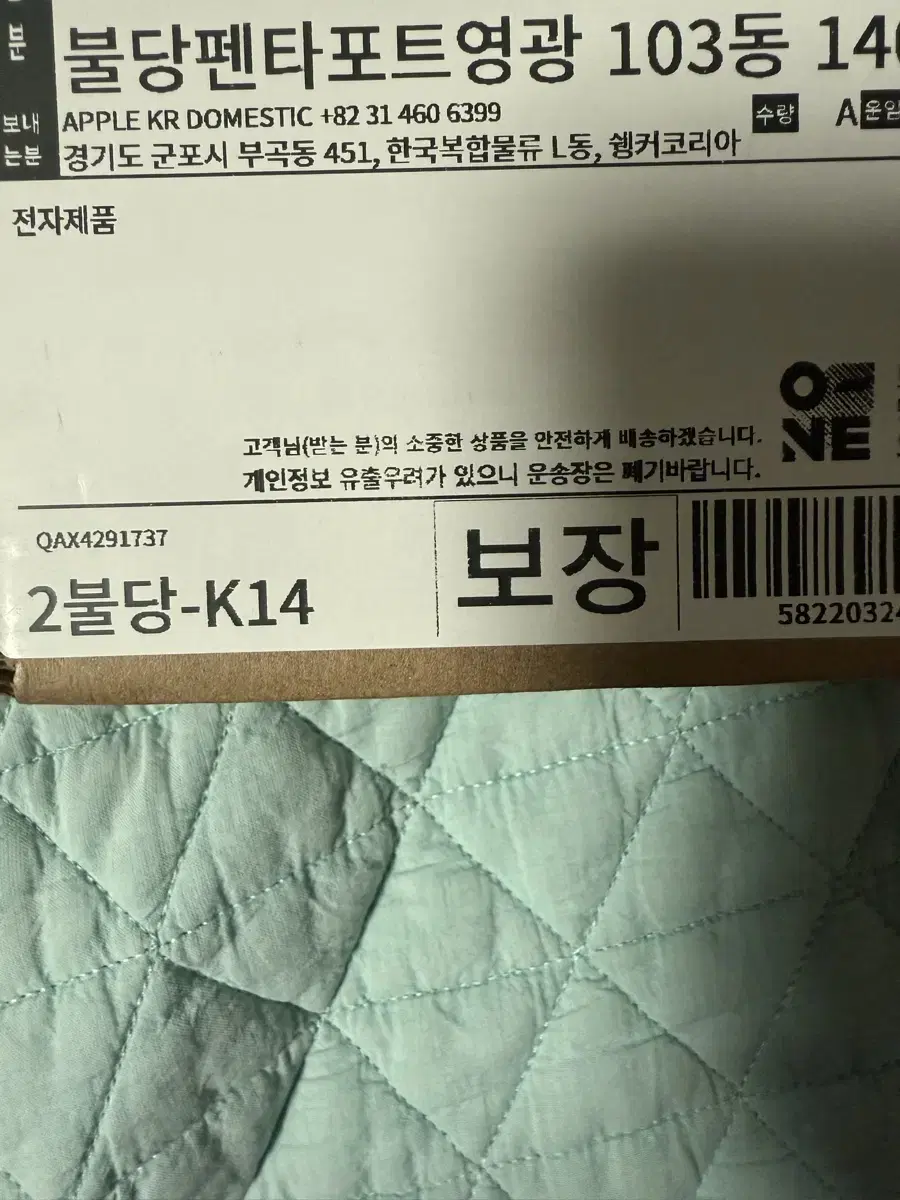 분
불당펜타포트영광 103동 140
보내는분
APPLE KR DOMESTIC +82 31 460 6399
수량
A
운임
경기도 군포시 부곡동 451, 한국복합물류 L동, 쉥커코리아
전자제품
O-NE
고객님(받는 분)의 소중한 상품을 안전하게 배송하겠습니다.
개인정보 유출우려가 있으니 운송장은 폐기바랍니다.
QAX4291737
2불당-K14
보장
58220324